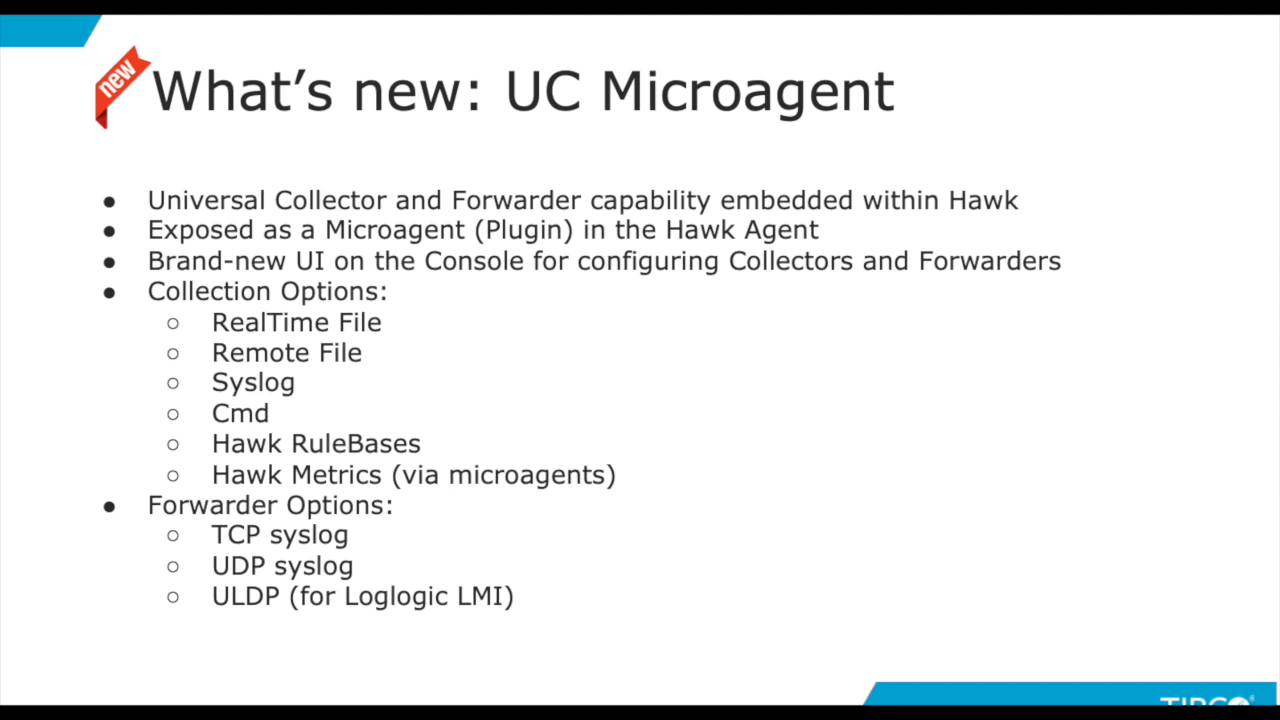 new
What’s new: UC Microagent
● Universal Collector and Forwarder capability embedded within Hawk
● Exposed as a Microagent (Plugin) in the Hawk Agent
● Brand-new UI on the Console for configuring Collectors and Forwarders
● Collection Options:
○ RealTime File
○ Remote File
○ Syslog
○ Cmd
○ Hawk RuleBases
○ Hawk Metrics (via microagents)
● Forwarder Options:
○ TCP syslog
○ UDP syslog
○ ULDP (for Loglogic LMI)
TIBCO®